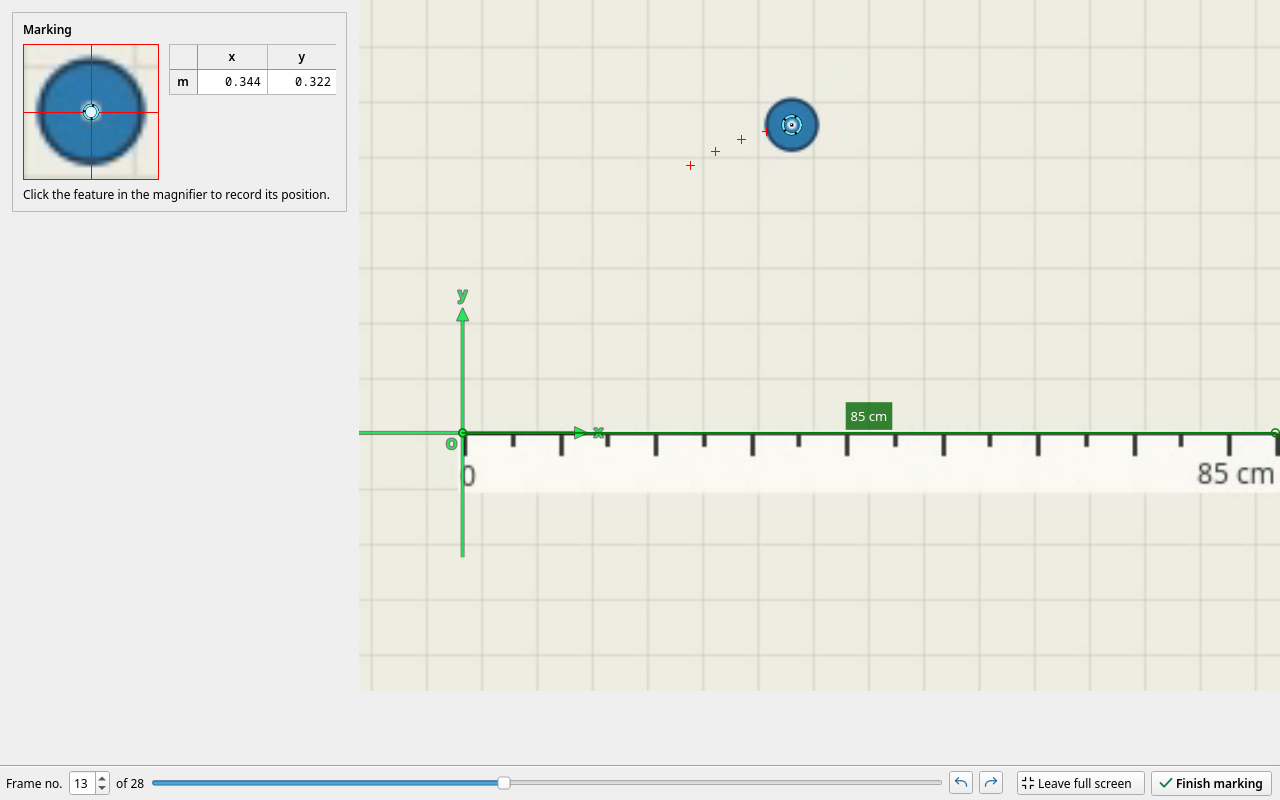 Marking
x y
m 0.344 0.322
Click the feature in the magnifier to record its position.
y
85 cm
x
o
0
85 cm
Frame no. 13 of 28
Leave full screen
Finish marking